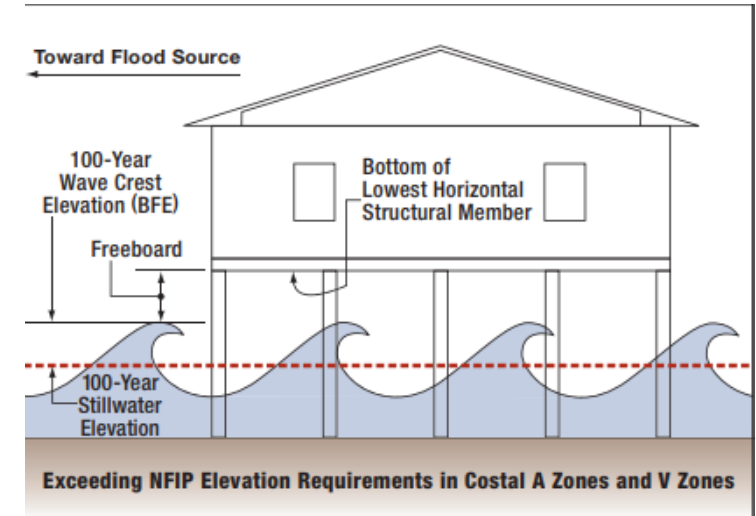 Toward Flood Source
100-Year
Wave Crest
Elevation (BFE)
Freeboard
Bottom of
Lowest Horizontal
Structural Member
100-Year
Stillwater
Elevation
Exceeding NFIP Elevation Requirements in Costal A Zones and V Zones